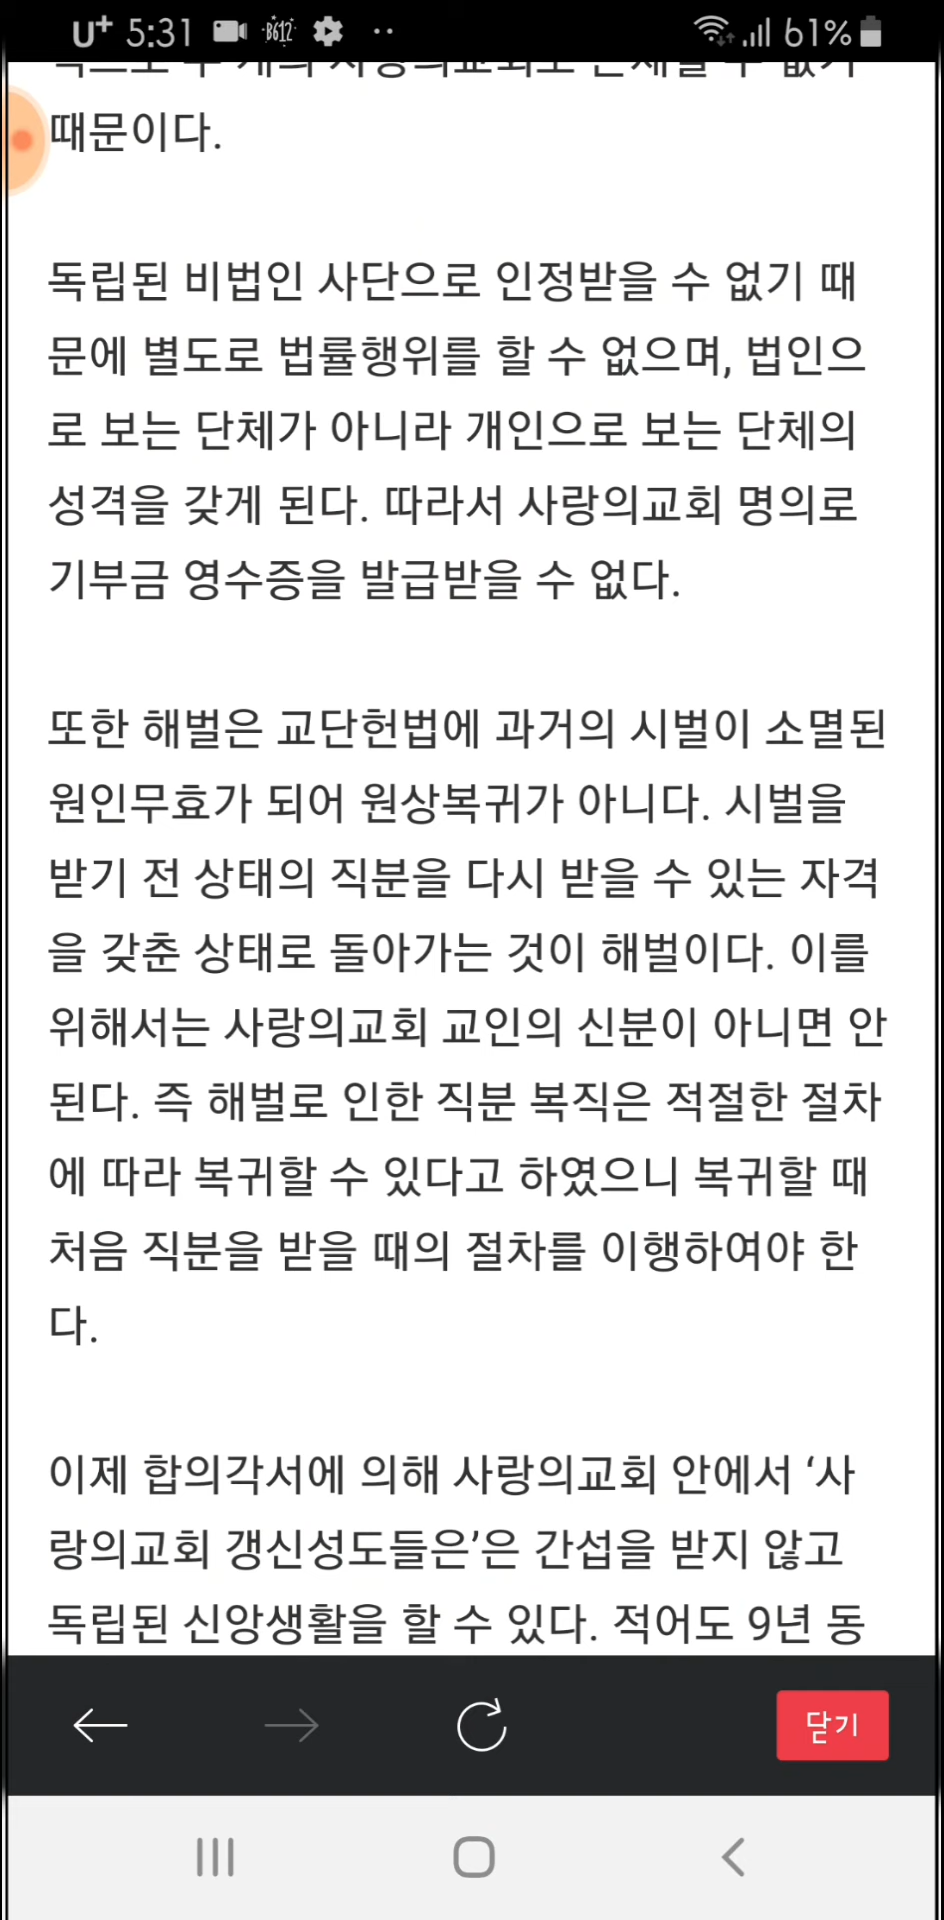 U+ 5:31 B612 61%
때문이다.
독립된 비법인 사단으로 인정받을 수 없기 때
문에 별도로 법률행위를 할 수 없으며, 법인으
로 보는 단체가 아니라 개인으로 보는 단체의
성격을 갖게 된다. 따라서 사랑의교회 명의로
기부금 영수증을 발급받을 수 없다.
또한 해벌은 교단헌법에 과거의 시벌이 소멸된
원인무효가 되어 원상복귀가 아니다. 시벌을
받기 전 상태의 직분을 다시 받을 수 있는 자격
을 갖춘 상태로 돌아가는 것이 해벌이다. 이를
위해서는 사랑의교회 교인의 신분이 아니면 안
된다. 즉 해벌로 인한 직분 복직은 적절한 절차
에 따라 복귀할 수 있다고 하였으니 복귀할 때
처음 직분을 받을 때의 절차를 이행하여야 한
다.
이제 합의각서에 의해 사랑의교회 안에서 ‘사
랑의교회 갱신성도들은’은 간섭을 받지 않고
독립된 신앙생활을 할 수 있다. 적어도 9년 동
닫기